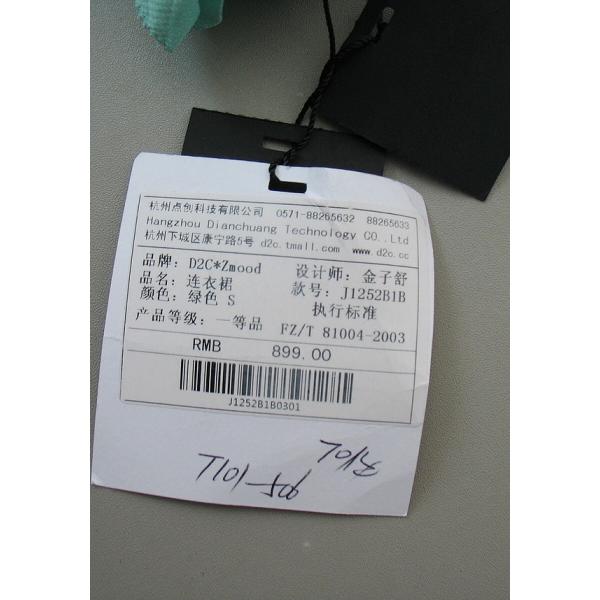 杭州点创科技有限公司 0571-88265632 88265633
Hangzhou Dianchuang Technology CO.,Ltd
杭州下城区康宁路5号 d2c.tmall.com www.d2c.cc
品牌: D2C*Zmood 设计师: 金子舒
品名: 连衣裙 款号: J1252B1B
颜色: 绿色 S 执行标准
产品等级: 一等品 FZ/T 81004-2003
RMB 899.00
J1252B1B0301
T101-506